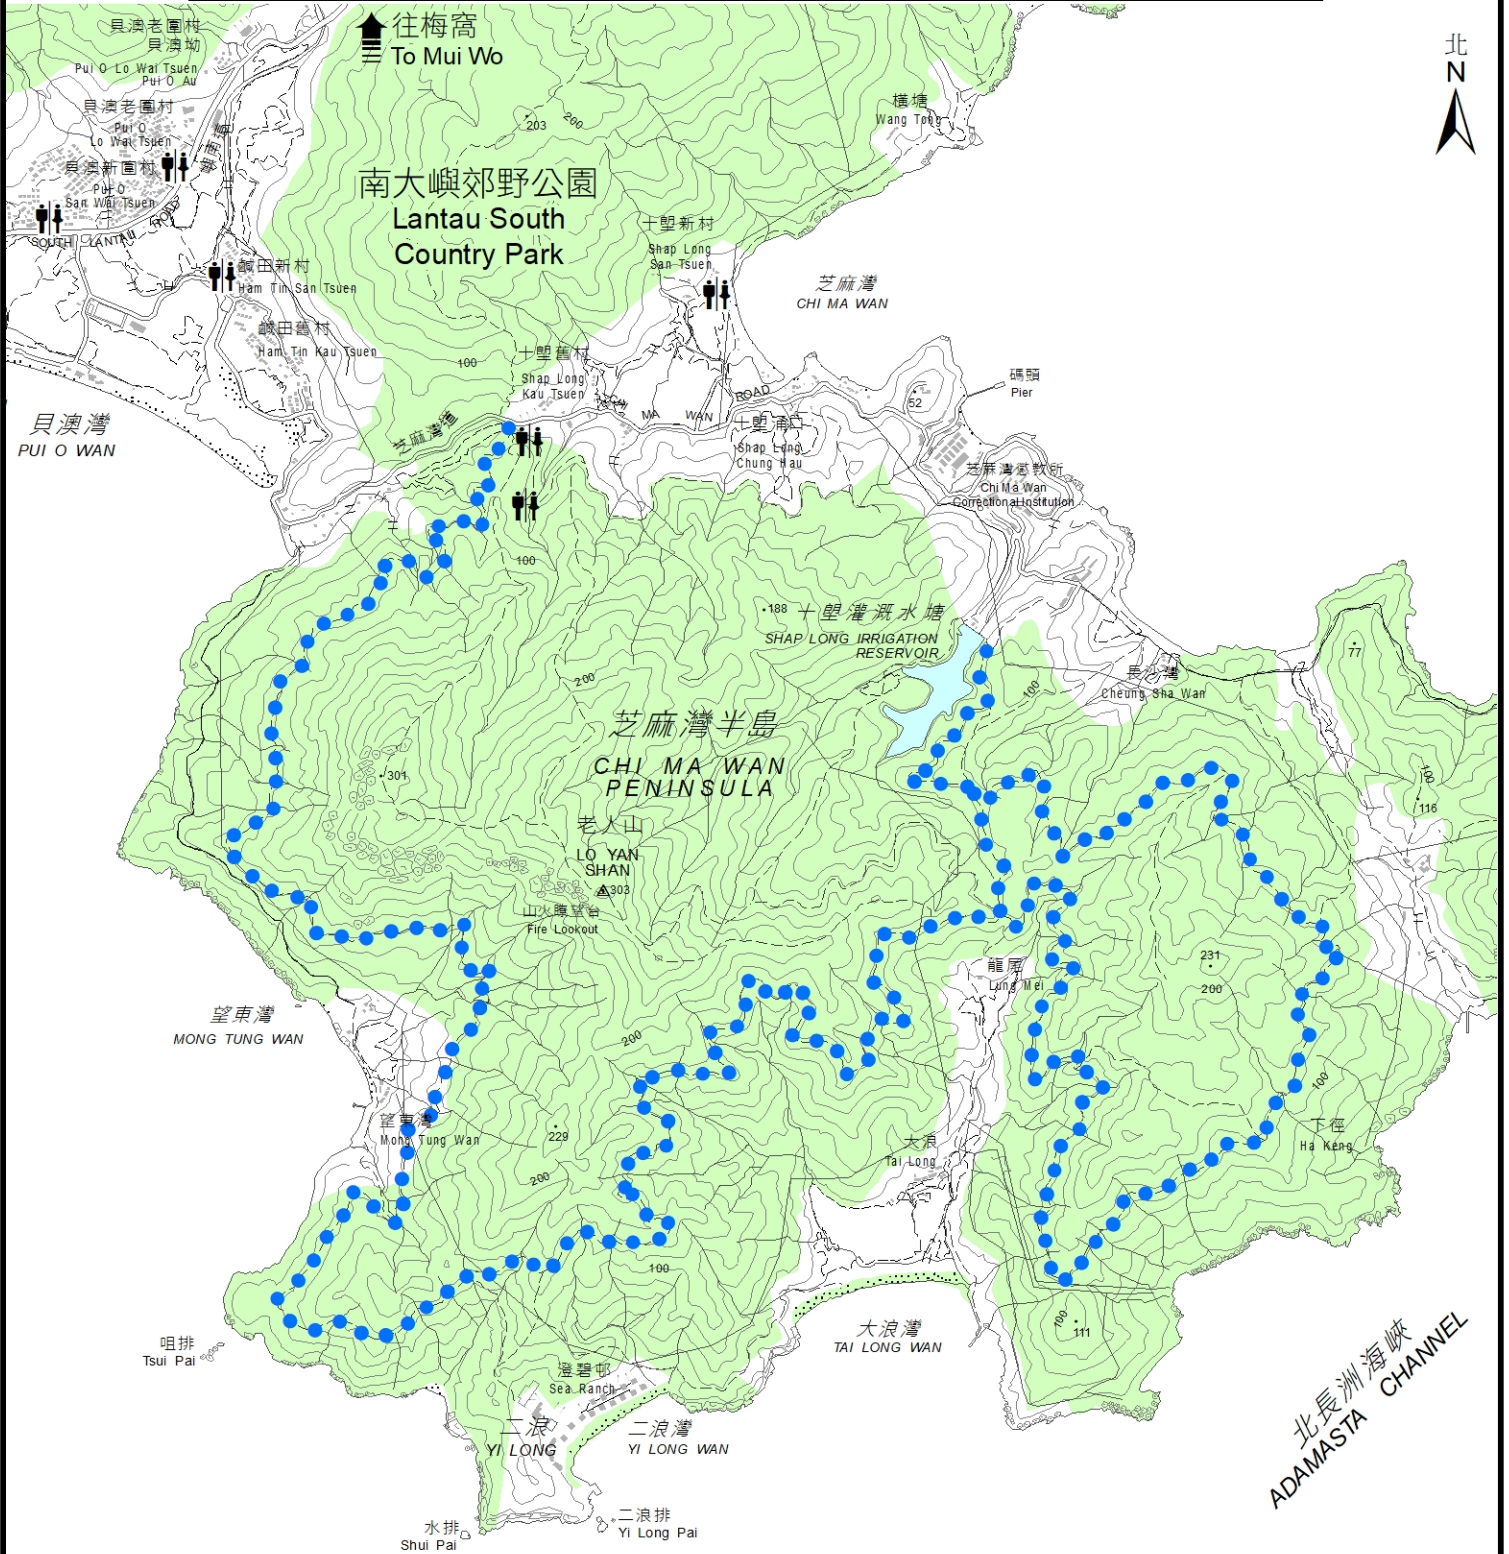 往梅窩
To Mui Wo
北
N
貝澳老圍村
貝澳坳
Pui O Lo Wai Tsuen
Pui O Au
貝澳老圍村
Pui O
Lo Wai Tsuen
嶼南道
貝澳新圍村
Pui O
San Wai Tsuen
SOUTH LANTAU ROAD
203
200
橫塘
Wang Tong
南大嶼郊野公園
Lantau South
Country Park
十塱新村
Shap Long
San Tsuen
鹹田新村
Ham Tin San Tsuen
芝麻灣
CHI MA WAN
鹹田舊村
Ham Tin Kau Tsuen
100
十塱舊村
Shap Long
Kau Tsuen
碼頭
Pier
52
CHI MA WAN ROAD
貝澳灣
PUI O WAN
芝麻灣道
十塱涌口
Shap Long
Chung Hau
芝麻灣懲教所
Chi Ma Wan
Correctional Institution
100
188
十塱灌溉水塘
SHAP LONG IRRIGATION
RESERVOIR
77
長沙灣
Cheung Sha Wan
200
100
芝麻灣半島
CHI MA WAN
PENINSULA
301
100
116
老人山
LO YAN
SHAN
303
山火瞭望台
Fire Lookout
231
200
龍尾
Lung Mei
望東灣
MONG TUNG WAN
200
100
望東灣
Mong Tung Wan
229
大浪
Tai Long
下徑
Ha Keng
200
100
100
111
咀排
Tsui Pai
大浪灣
TAI LONG WAN
澄碧邨
Sea Ranch
二浪
YI LONG
二浪灣
YI LONG WAN
北長洲海峽
ADAMASTA CHANNEL
水排
Shui Pai
二浪排
Yi Long Pai